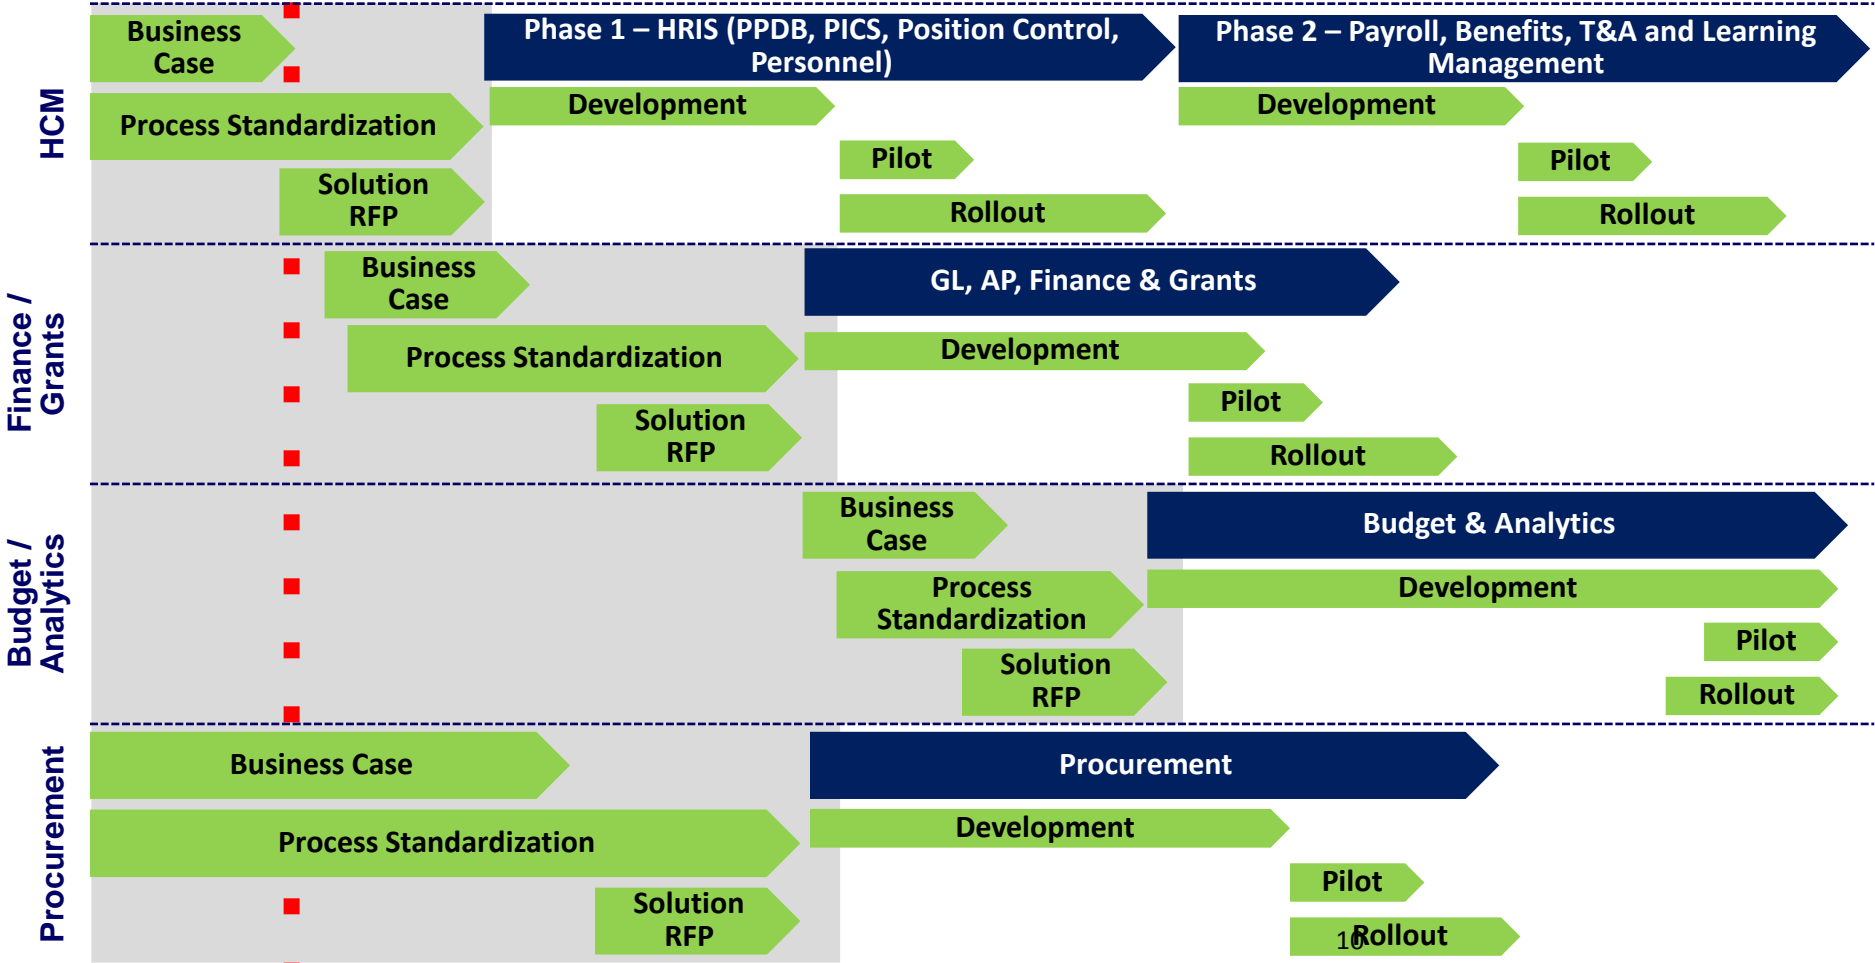 HCM
Business
Case
Phase 1 – HRIS (PPDB, PICS, Position Control,
Personnel)
Phase 2 – Payroll, Benefits, T&A and Learning
Management
Process Standardization
Development
Development
Pilot
Pilot
Solution
RFP
Rollout
Rollout
Finance /
Grants
Business
Case
GL, AP, Finance & Grants
Process Standardization
Development
Pilot
Solution
RFP
Rollout
Budget /
Analytics
Business
Case
Budget & Analytics
Process
Standardization
Development
Pilot
Solution
RFP
Rollout
Procurement
Business Case
Procurement
Process Standardization
Development
Pilot
Solution
RFP
Rollout
10